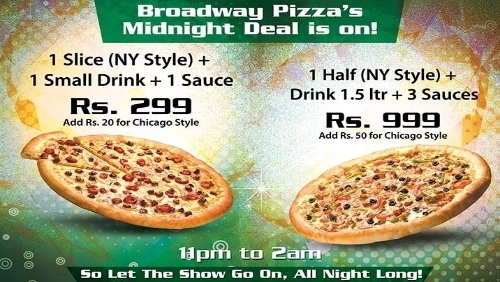 Broadway Pizza's
Midnight Deal is on!
1 Slice (NY Style) +
1 Small Drink + 1 Sauce
Rs. 299
Add Rs. 20 for Chicago Style
1 Half (NY Style) +
Drink 1.5 ltr + 3 Sauces
Rs. 999
Add Rs. 50 for Chicago Style
11pm to 2am
So Let The Show Go On, All Night Long!